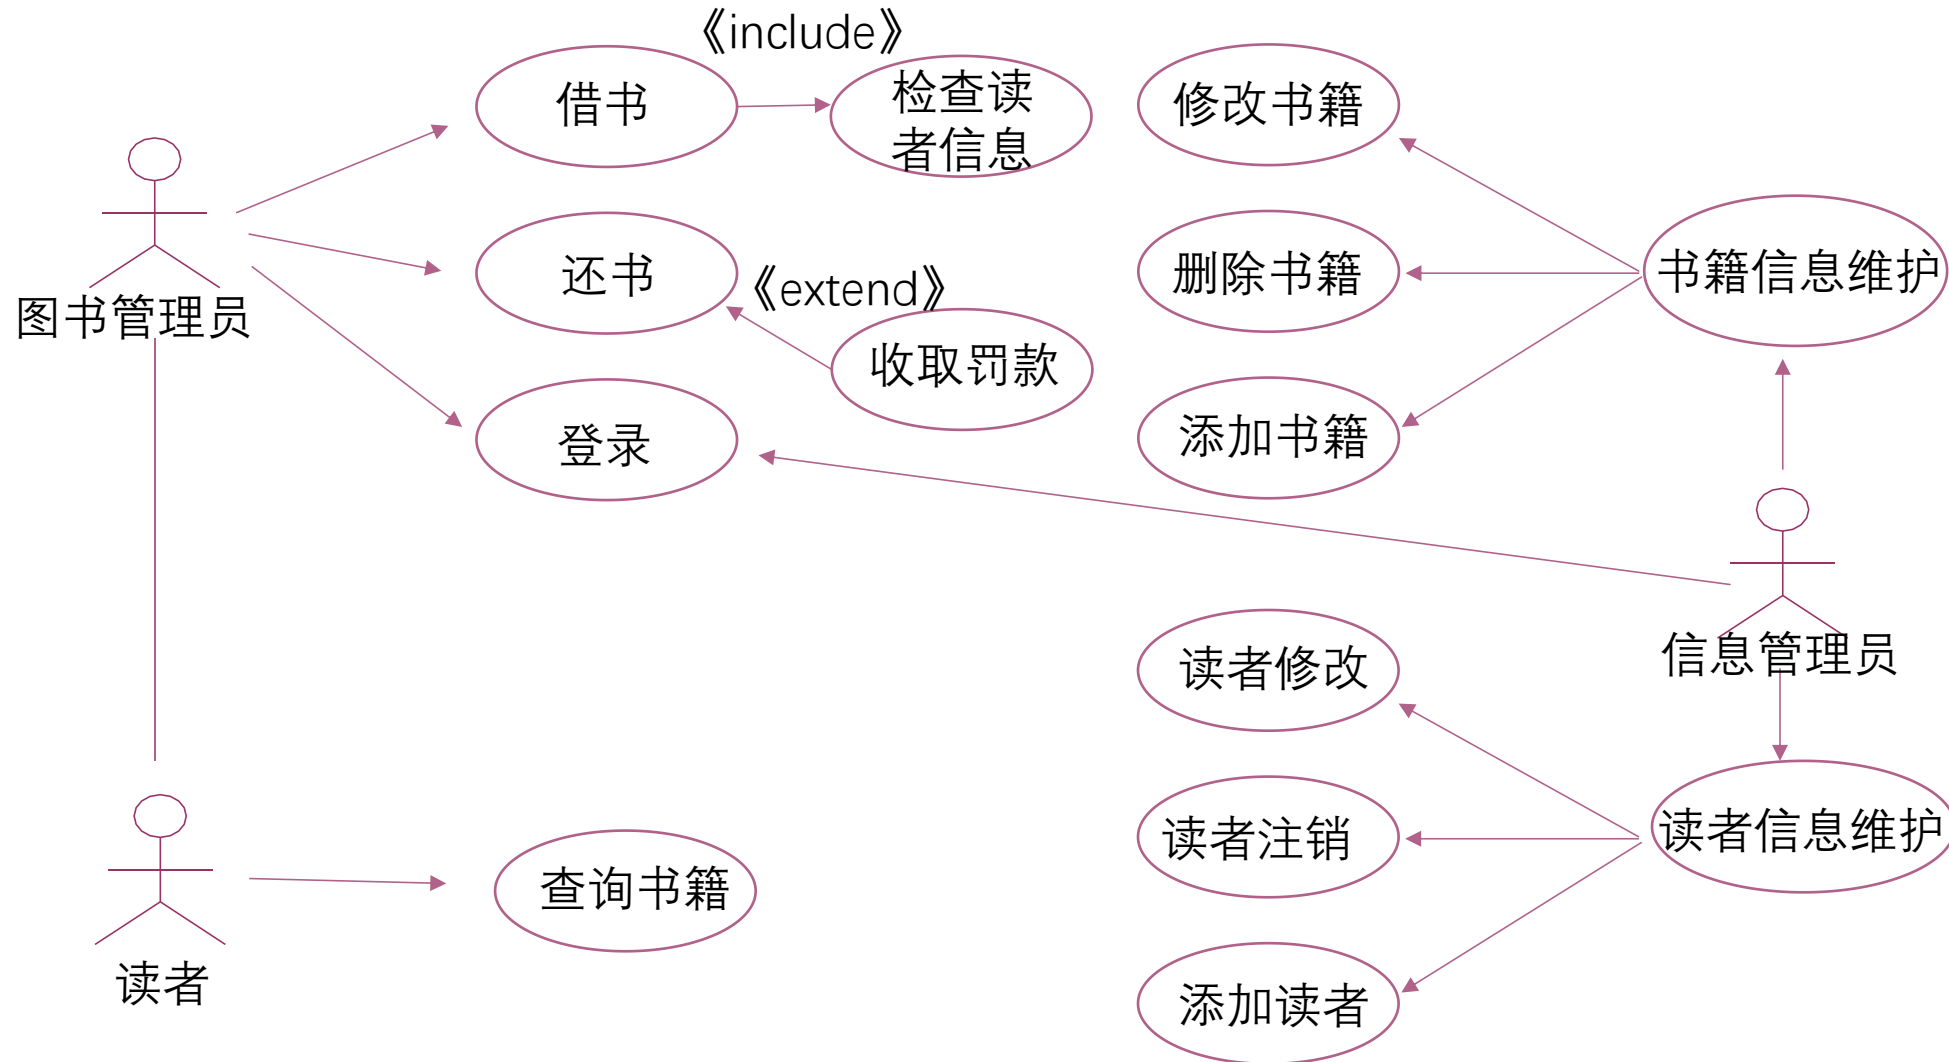 《include》
借书
检查读
者信息
修改书籍
图书管理员
还书
《extend》
收取罚款
删除书籍
书籍信息维护
登录
添加书籍
信息管理员
读者修改
读者注销
读者信息维护
查询书籍
读者
添加读者